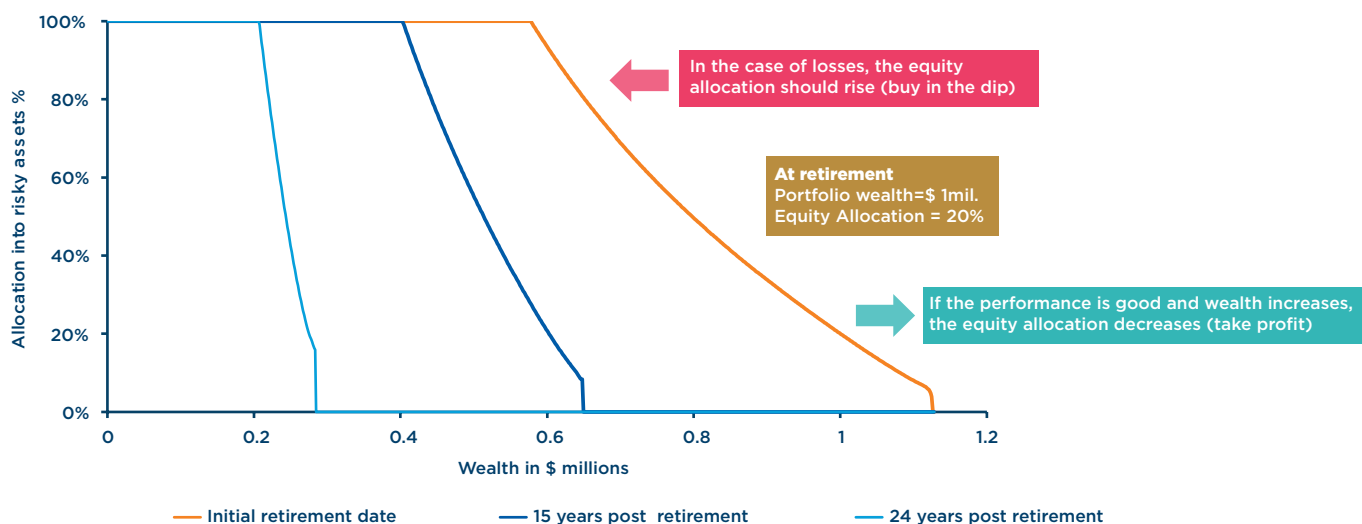 Allocation into risky assets %
100%
80%
60%
40%
20%
0%
In the case of losses, the equity
allocation should rise (buy in the dip)
At retirement
Portfolio wealth=$ 1mil.
Equity Allocation = 20%
If the performance is good and wealth increases,
the equity allocation decreases (take profit)
0 0.2 0.4 0.6 0.8 1 1.2
Wealth in $ millions
Initial retirement date 15 years post retirement 24 years post retirement